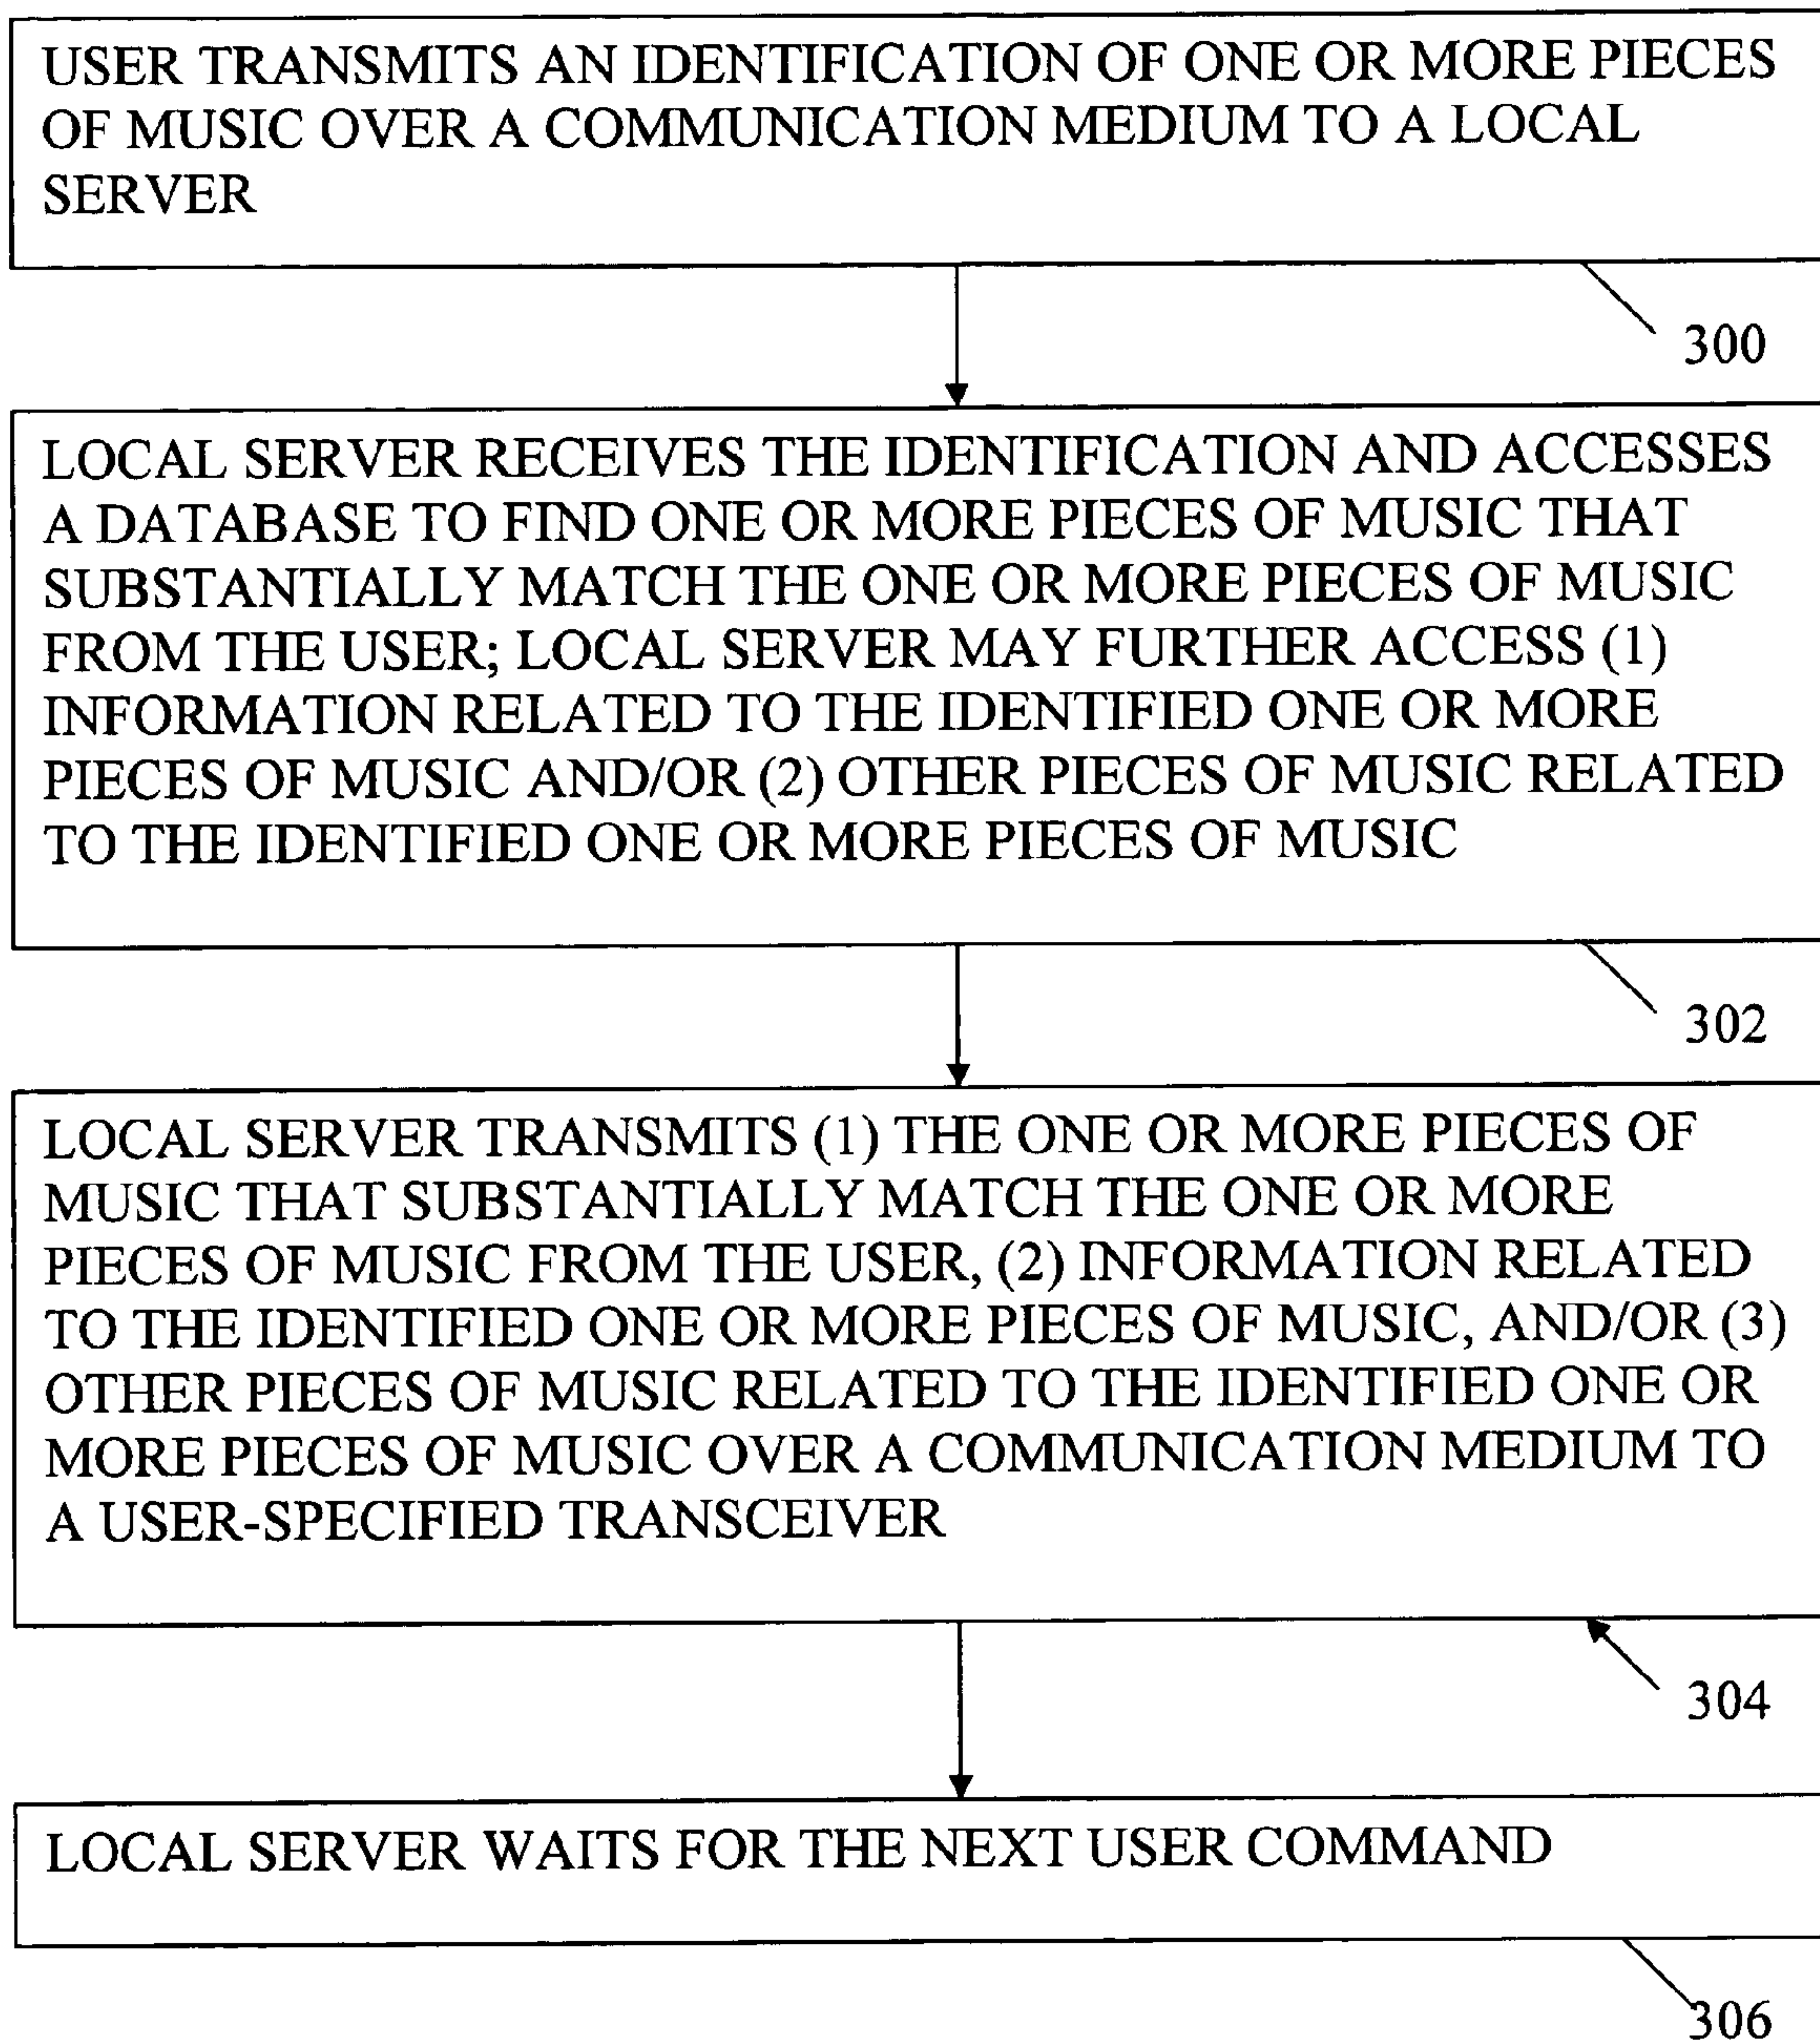 USER TRANSMITS AN IDENTIFICATION OF ONE OR MORE PIECES
OF MUSIC OVER A COMMUNICATION MEDIUM TO A LOCAL
SERVER
300
LOCAL SERVER RECEIVES THE IDENTIFICATION AND ACCESSES
A DATABASE TO FIND ONE OR MORE PIECES OF MUSIC THAT
SUBSTANTIALLY MATCH THE ONE OR MORE PIECES OF MUSIC
FROM THE USER; LOCAL SERVER MAY FURTHER ACCESS (1)
INFORMATION RELATED TO THE IDENTIFIED ONE OR MORE
PIECES OF MUSIC AND/OR (2) OTHER PIECES OF MUSIC RELATED
TO THE IDENTIFIED ONE OR MORE PIECES OF MUSIC
302
LOCAL SERVER TRANSMITS (1) THE ONE OR MORE PIECES OF
MUSIC THAT SUBSTANTIALLY MATCH THE ONE OR MORE
PIECES OF MUSIC FROM THE USER, (2) INFORMATION RELATED
TO THE IDENTIFIED ONE OR MORE PIECES OF MUSIC, AND/OR (3)
OTHER PIECES OF MUSIC RELATED TO THE IDENTIFIED ONE OR
MORE PIECES OF MUSIC OVER A COMMUNICATION MEDIUM TO
A USER-SPECIFIED TRANSCEIVER
304
LOCAL SERVER WAITS FOR THE NEXT USER COMMAND
306